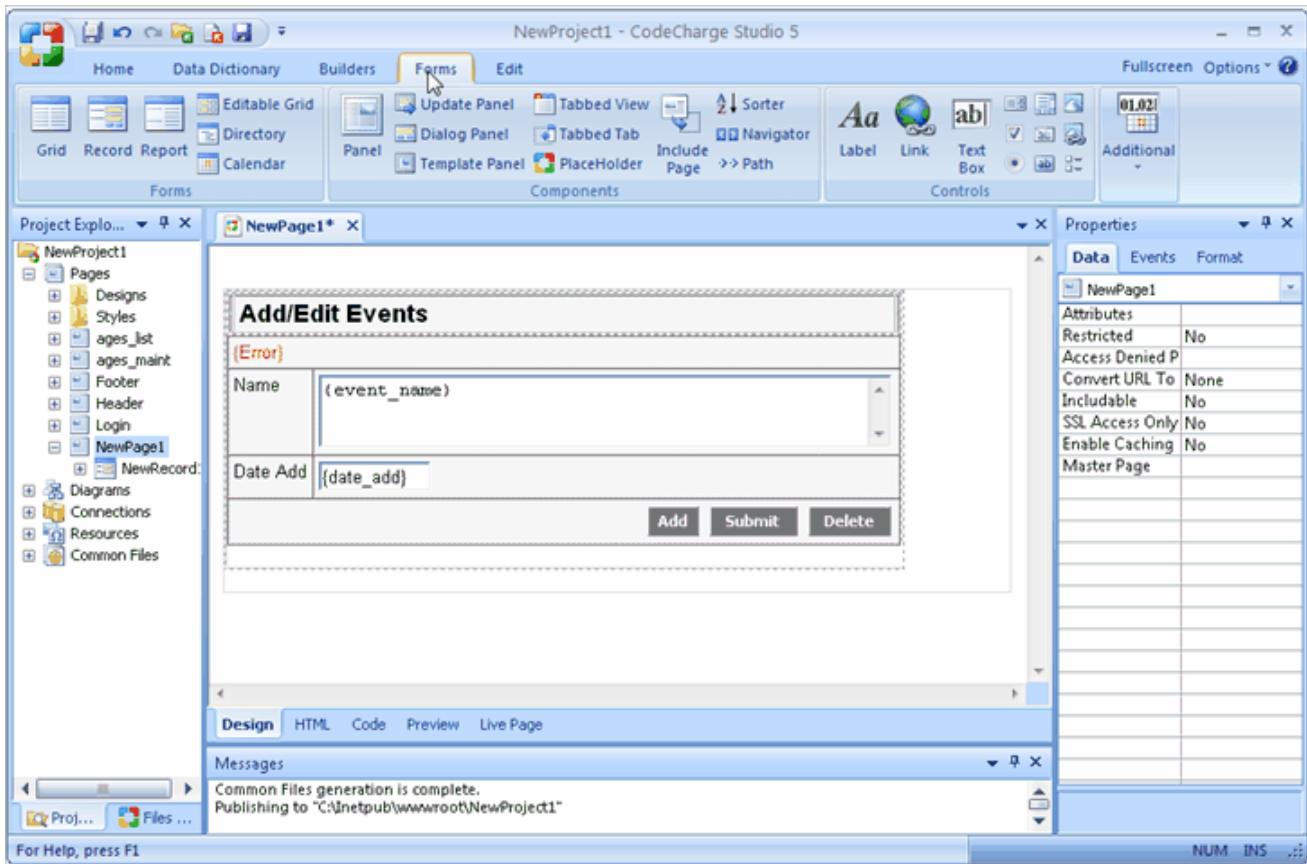 NewProject1 - CodeCharge Studio 5
Home Data Dictionary Builders Forms Edit Fullscreen Options
Grid Record Report
Editable Grid
Directory
Calendar
Forms
Panel
Update Panel Tabbed View
Dialog Panel Tabbed Tab
Template Panel PlaceHolder
Include
Page
Sorter
Navigator
Path
Components
Aa
Label
Link
ab
Text
Box
Controls
01.02
Additional
Project Explo...
NewProject1
Pages
Designs
Styles
ages_list
ages_maint
Footer
Header
Login
NewPage1
NewRecord:
Diagrams
Connections
Resources
Common Files
Proj... Files ...
NewPage1*
Add/Edit Events
{Error}
Name {event_name}
Date Add {date_add}
Add Submit Delete
Design HTML Code Preview Live Page
Messages
Common Files generation is complete.
Publishing to "C:\Inetpub\wwwroot\NewProject1"
Properties
Data Events Format
NewPage1
Attributes
Restricted No
Access Denied P
Convert URL To None
Includable No
SSL Access Only No
Enable Caching No
Master Page
For Help, press F1 NUM INS